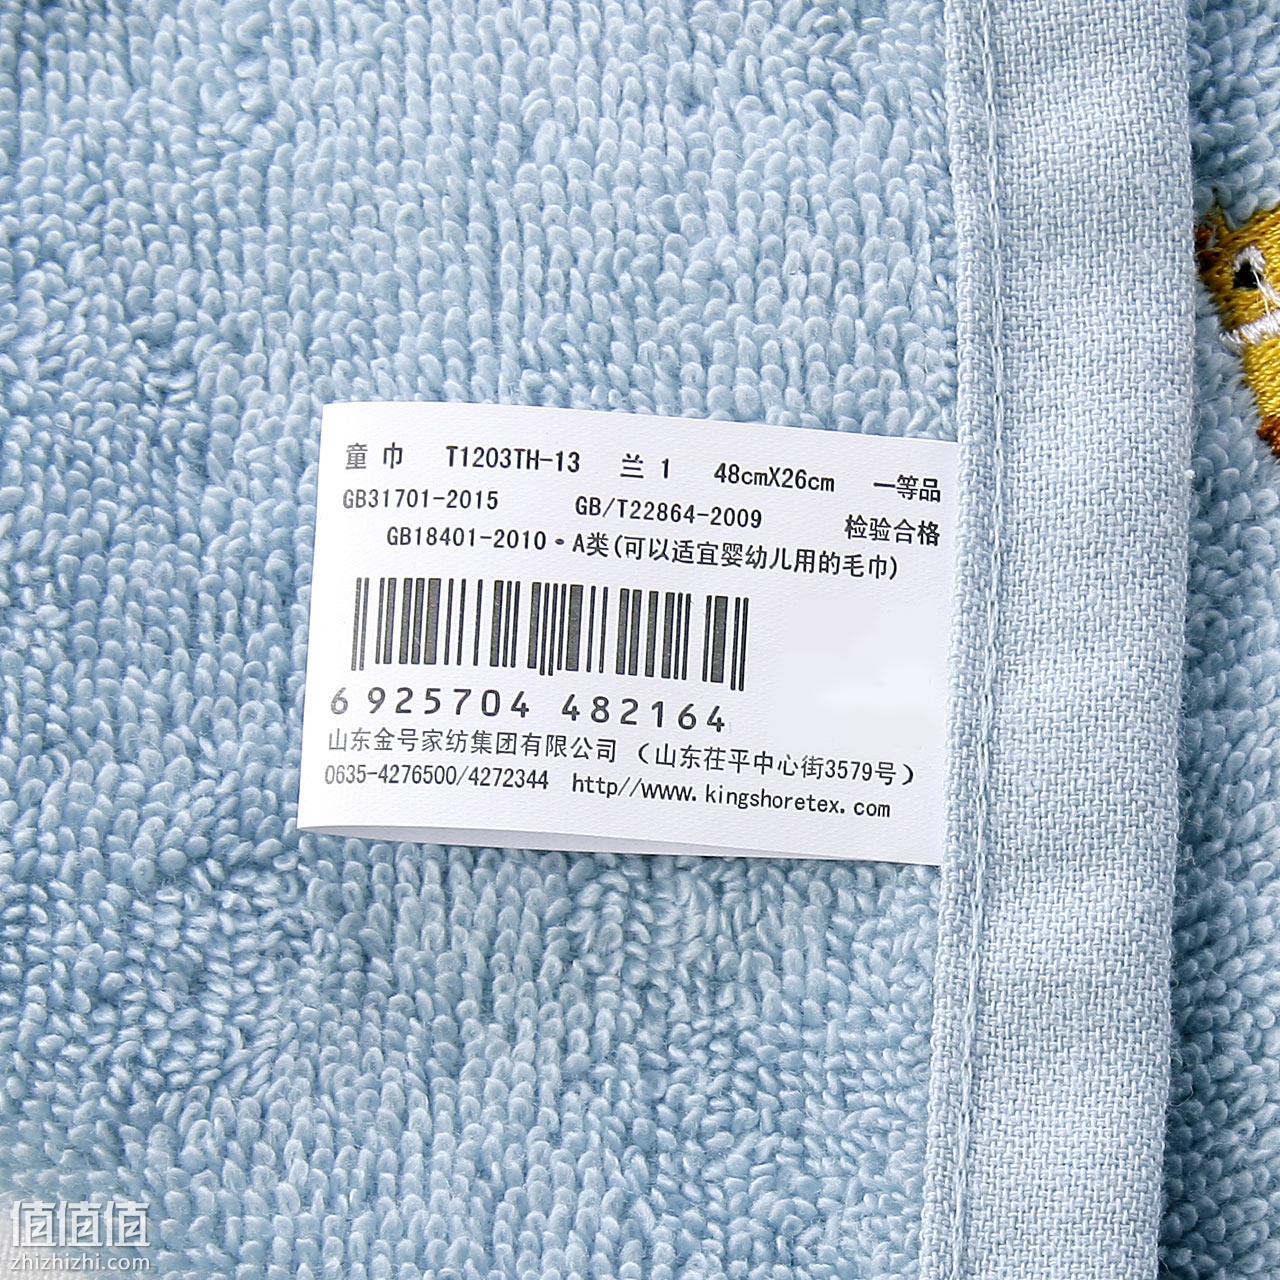 童巾 T1203TH-13 兰 1 48cmX26cm 一等品
GB31701-2015 GB/T22864-2009 检验合格
GB18401-2010·A类(可以适宜婴幼儿用的毛巾)
6 925704 482164
山东金号家纺集团有限公司（山东茌平中心街3579号）
0635-4276500/4272344 http//www.kingshoretex.com
值值值
zhizhizhi.com